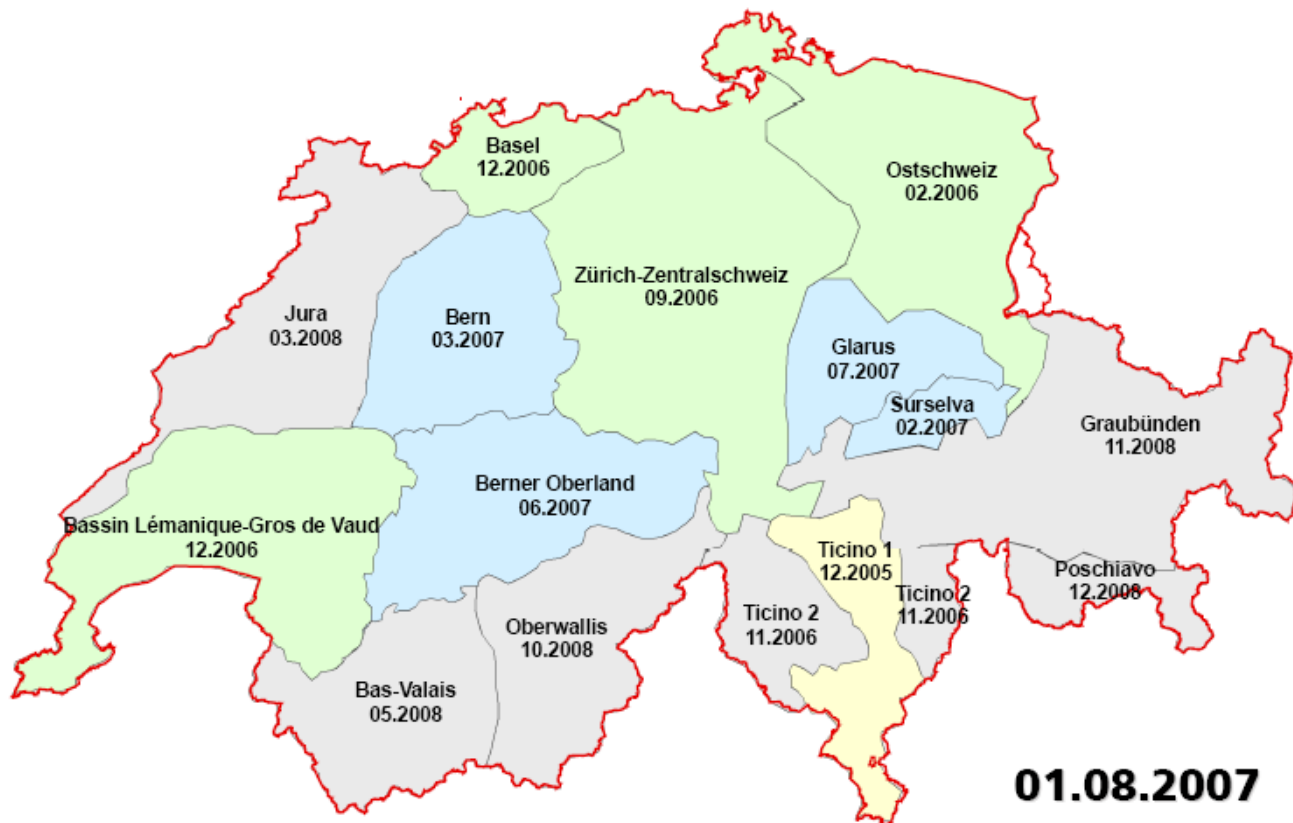 Basel
12.2006
Ostschweiz
02.2006
Zürich-Zentralschweiz
09.2006
Jura
03.2008
Bern
03.2007
Glarus
07.2007
Surselva
02.2007
Graubünden
11.2008
Berner Oberland
06.2007
Bassin Lémanique-Gros de Vaud
12.2006
Ticino 1
12.2005
Poschiavo
12.2008
Ticino 2
11.2006
Ticino 2
11.2006
Oberwallis
10.2008
Bas-Valais
05.2008
01.08.2007